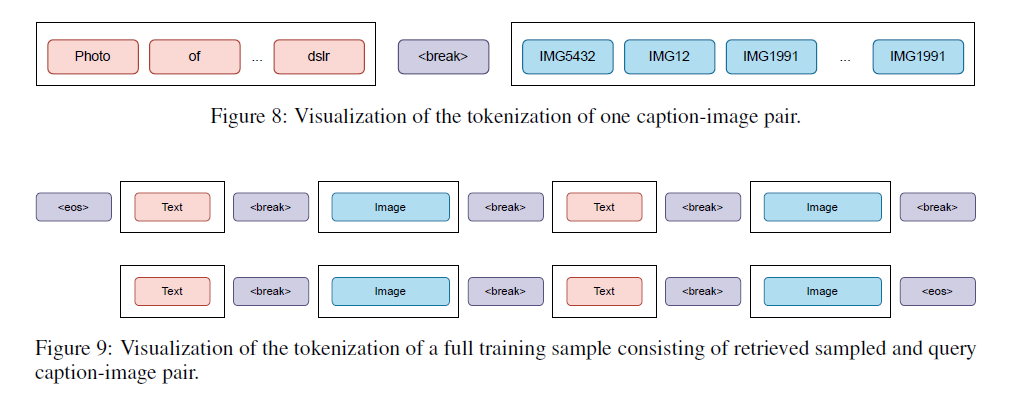 Photo of ... dslr <break> IMG5432 IMG12 IMG1991 ... IMG1991
Figure 8: Visualization of the tokenization of one caption-image pair.
<eos> Text <break> Image <break> Text <break> Image <break>
Text <break> Image <break> Text <break> Image <eos>
Figure 9: Visualization of the tokenization of a full training sample consisting of retrieved sampled and query
caption-image pair.